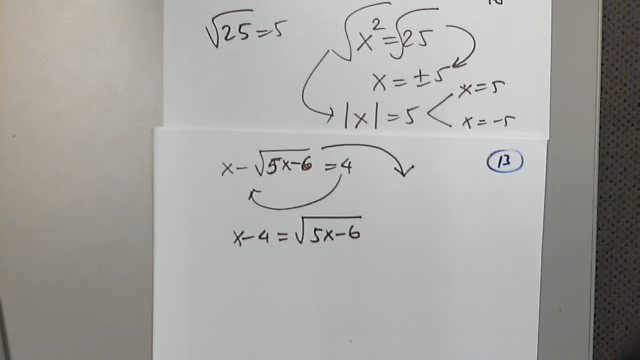 √25 = 5
√x² = √25
x = ±5
|x| = 5 < x = 5
x = -5
x - √5x-6 = 4
13
x - 4 = √5x-6